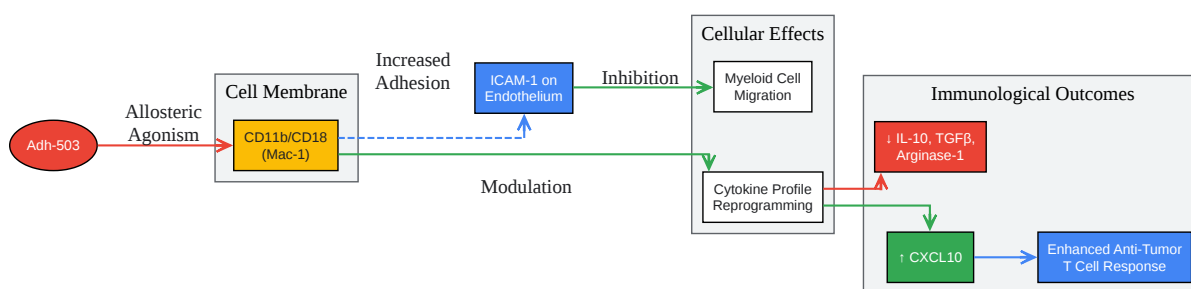 Adh-503
Allosteric
Agonism
Cell Membrane
CD11b/CD18
(Mac-1)
Increased
Adhesion
Modulation
ICAM-1 on
Endothelium
Inhibition
Cellular Effects
Myeloid Cell
Migration
Cytokine Profile
Reprogramming
Immunological Outcomes
↓ IL-10, TGFβ,
Arginase-1
↑ CXCL10
Enhanced Anti-Tumor
T Cell Response